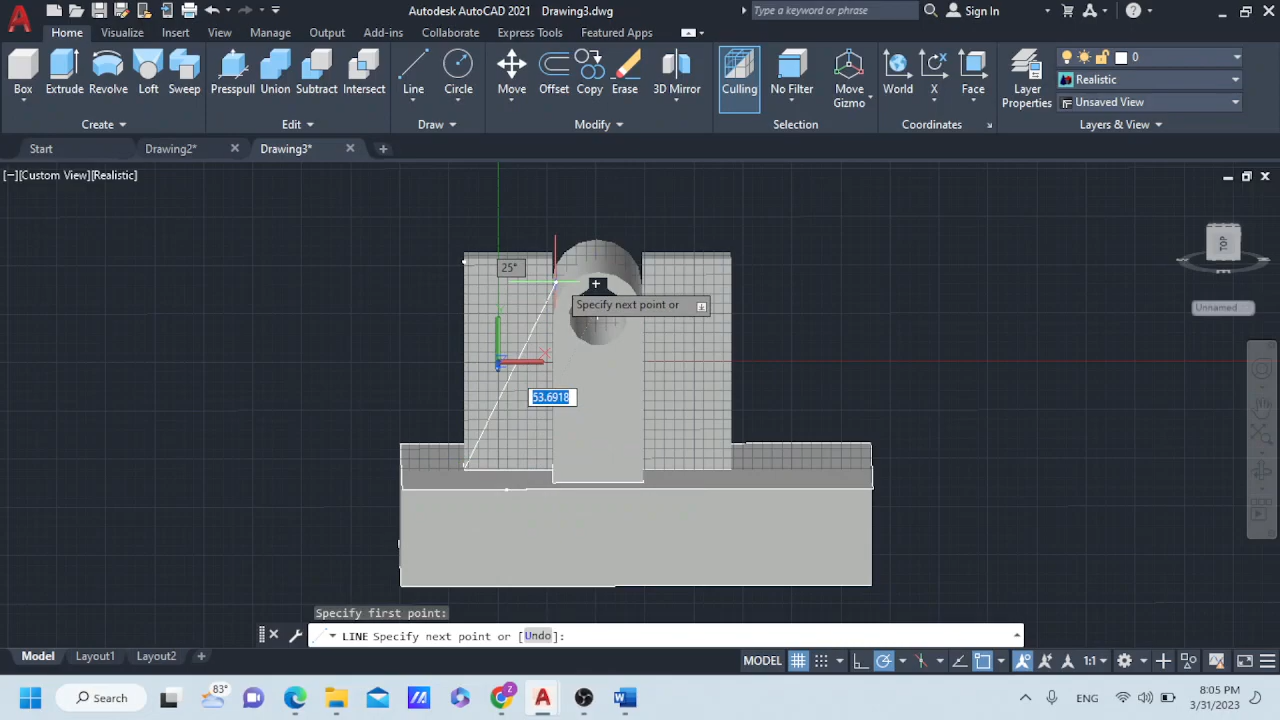 Autodesk AutoCAD 2021 Drawing3.dwg
Type a keyword or phrase
Sign In
Home Visualize Insert View Manage Output Add-ins Collaborate Express Tools Featured Apps
Box Extrude Revolve Loft Sweep
Presspull Union Subtract Intersect
Line Circle
Move Offset Copy Erase 3D Mirror
Culling No Filter Move
Gizmo
World X Face
Layer
Properties
0
Realistic
Unsaved View
Create Edit Draw Modify Selection Coordinates Layers & View
Start Drawing2* Drawing3*
[−][Custom View][Realistic]
TOP
25°
Specify next point or
Unnamed
53.6918
Specify first point:
LINE Specify next point or [Undo]:
Model Layout1 Layout2
MODEL 1:1
Search
83°
ENG
8:05 PM
3/31/2023